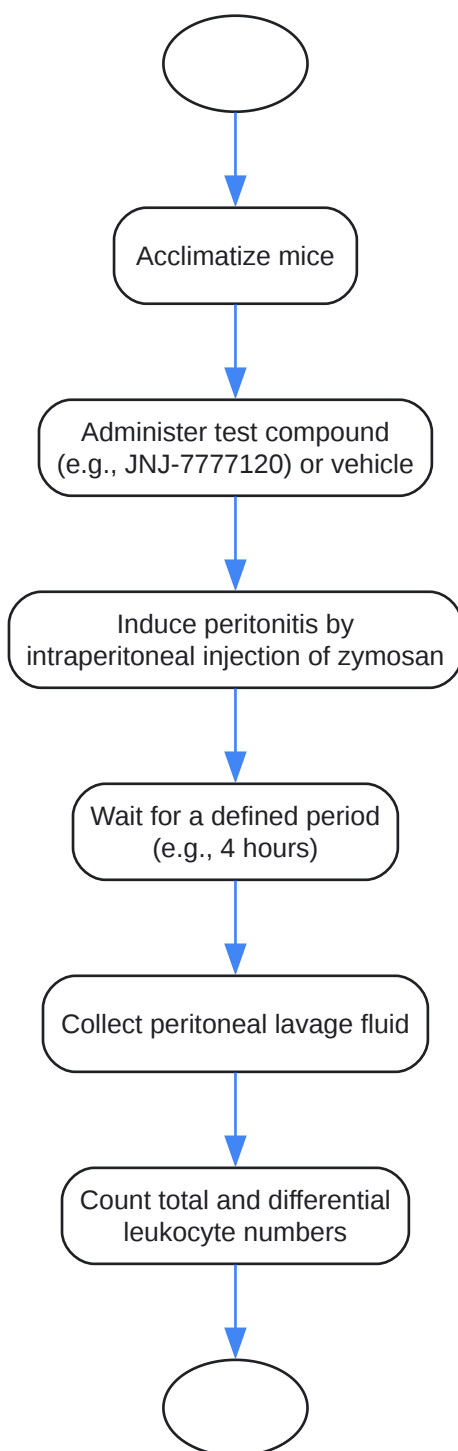 Acclimatize mice
Administer test compound
(e.g., JNJ-7777120) or vehicle
Induce peritonitis by
intraperitoneal injection of zymosan
Wait for a defined period
(e.g., 4 hours)
Collect peritoneal lavage fluid
Count total and differential
leukocyte numbers